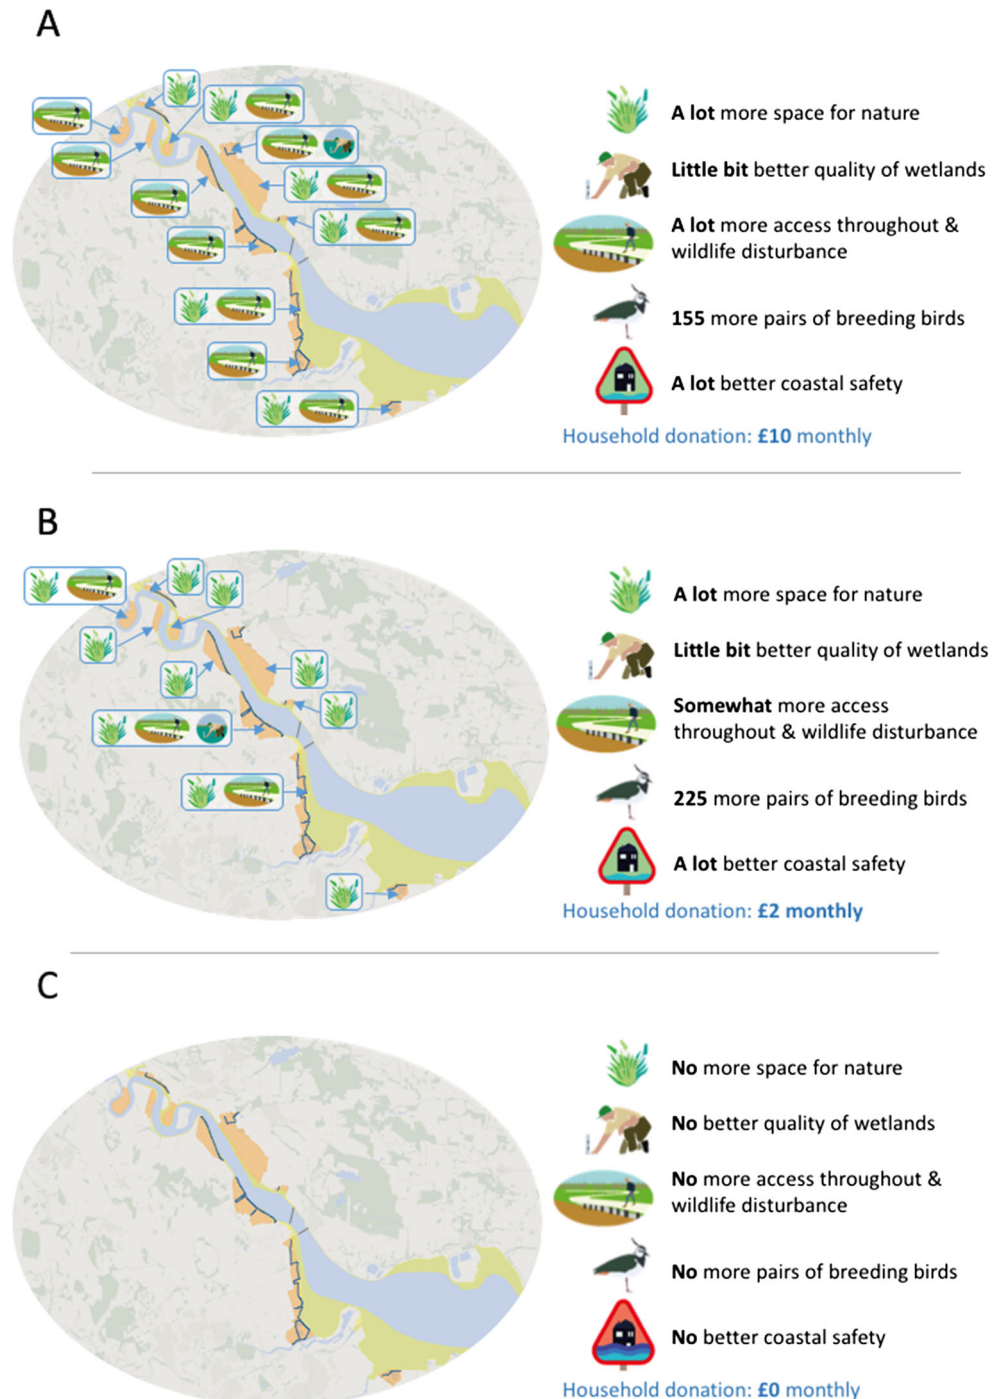 A
A lot more space for nature
Little bit better quality of wetlands
A lot more access throughout &
wildlife disturbance
155 more pairs of breeding birds
A lot better coastal safety
Household donation: £10 monthly
B
A lot more space for nature
Little bit better quality of wetlands
Somewhat more access
throughout & wildlife disturbance
225 more pairs of breeding birds
A lot better coastal safety
Household donation: £2 monthly
C
No more space for nature
No better quality of wetlands
No more access throughout &
wildlife disturbance
No more pairs of breeding birds
No better coastal safety
Household donation: £0 monthly